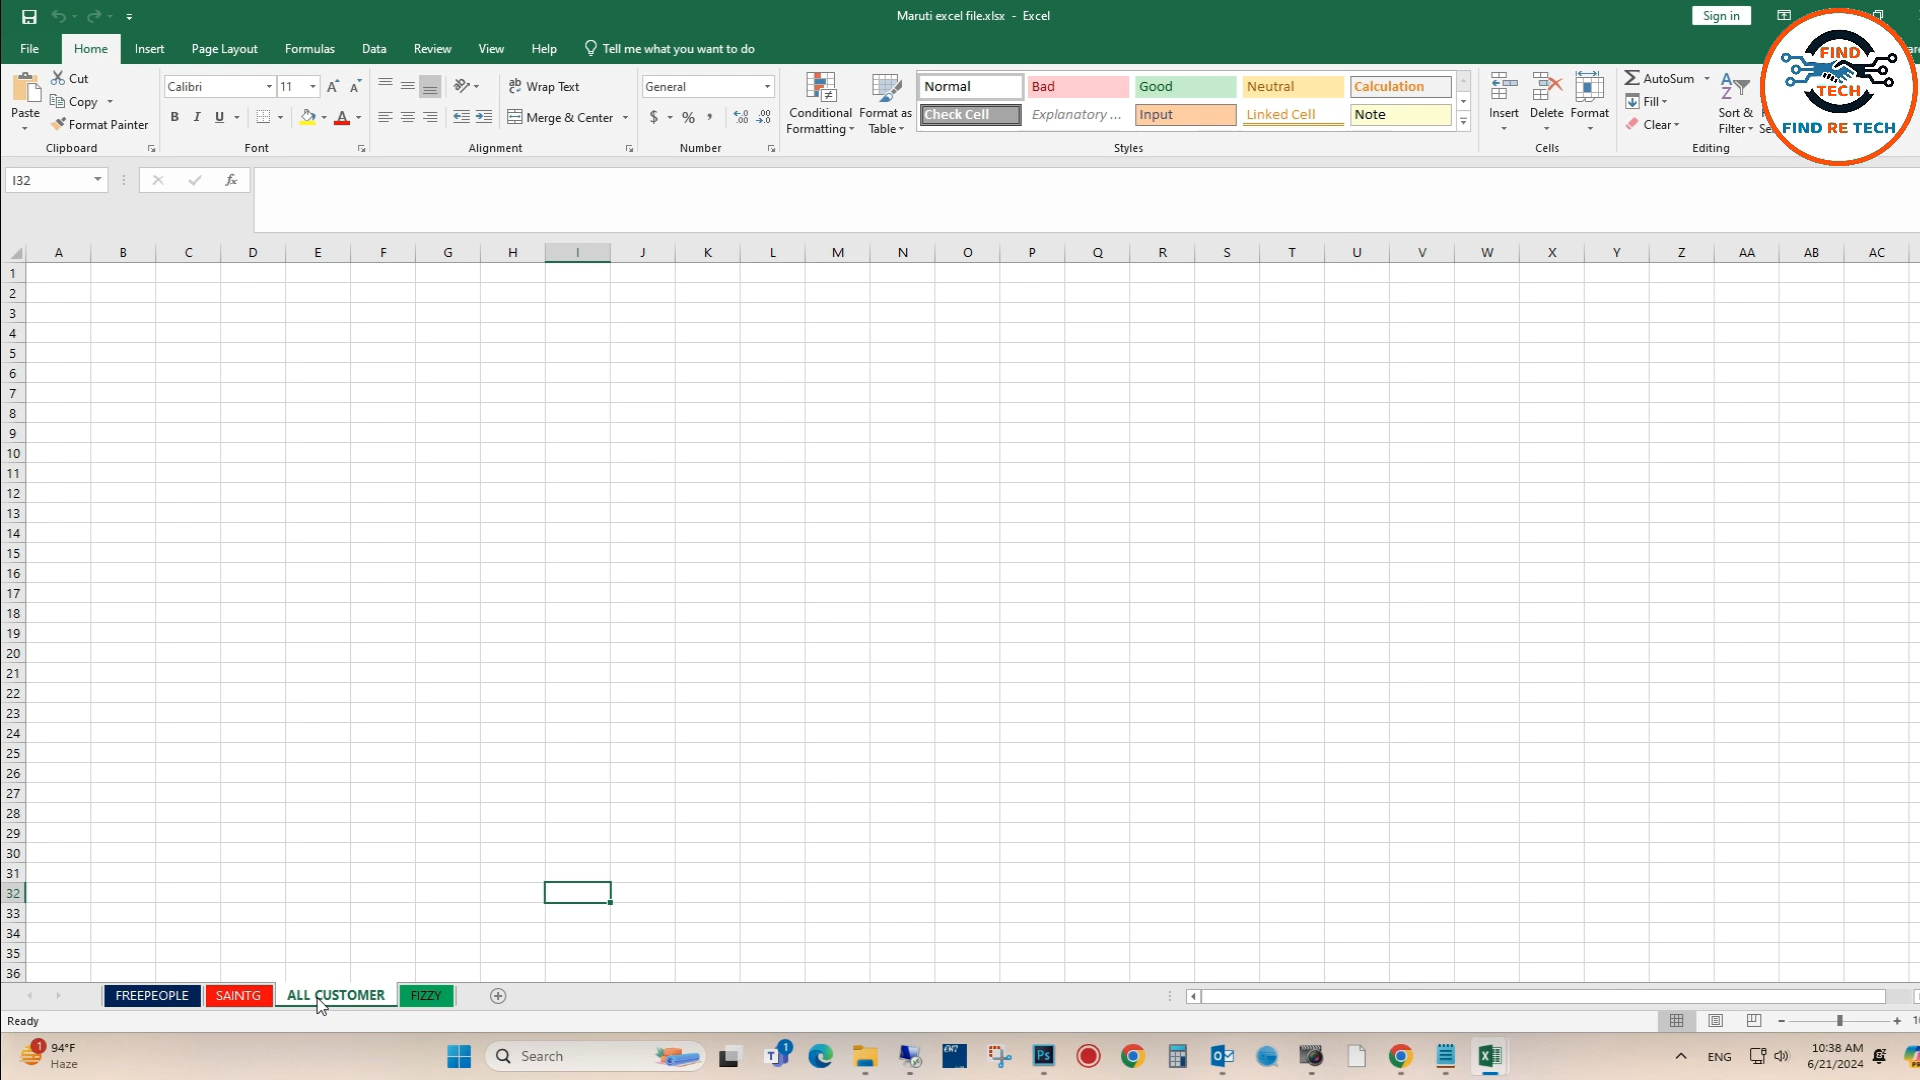 Maruti excel file.xlsx - Excel
Sign in
File Home Insert Page Layout Formulas Data Review View Help Tell me what you want to do
FIND
RE
TECH
FIND RE TECH
Paste
Cut
Copy
Format Painter
Clipboard
Calibri 11
B I U
Font
Wrap Text
Merge & Center
Alignment
General
$ % ,
Number
Conditional
Formatting
Format as
Table
Normal Bad Good Neutral Calculation
Check Cell Explanatory ... Input Linked Cell Note
Styles
Insert Delete Format
Cells
AutoSum
Fill
Clear
Sort &
Filter
Editing
I32
fx
A B C D E F G H I J K L M N O P Q R S T U V W X Y Z AA AB AC
1
2
3
4
5
6
7
8
9
10
11
12
13
14
15
16
17
18
19
20
21
22
23
24
25
26
27
28
29
30
31
32
33
34
35
36
FREEPEOPLE SAINTG ALL CUSTOMER FIZZY
Ready
1
94°F
Haze
Search
1
Ps
ENG
10:38 AM
6/21/2024